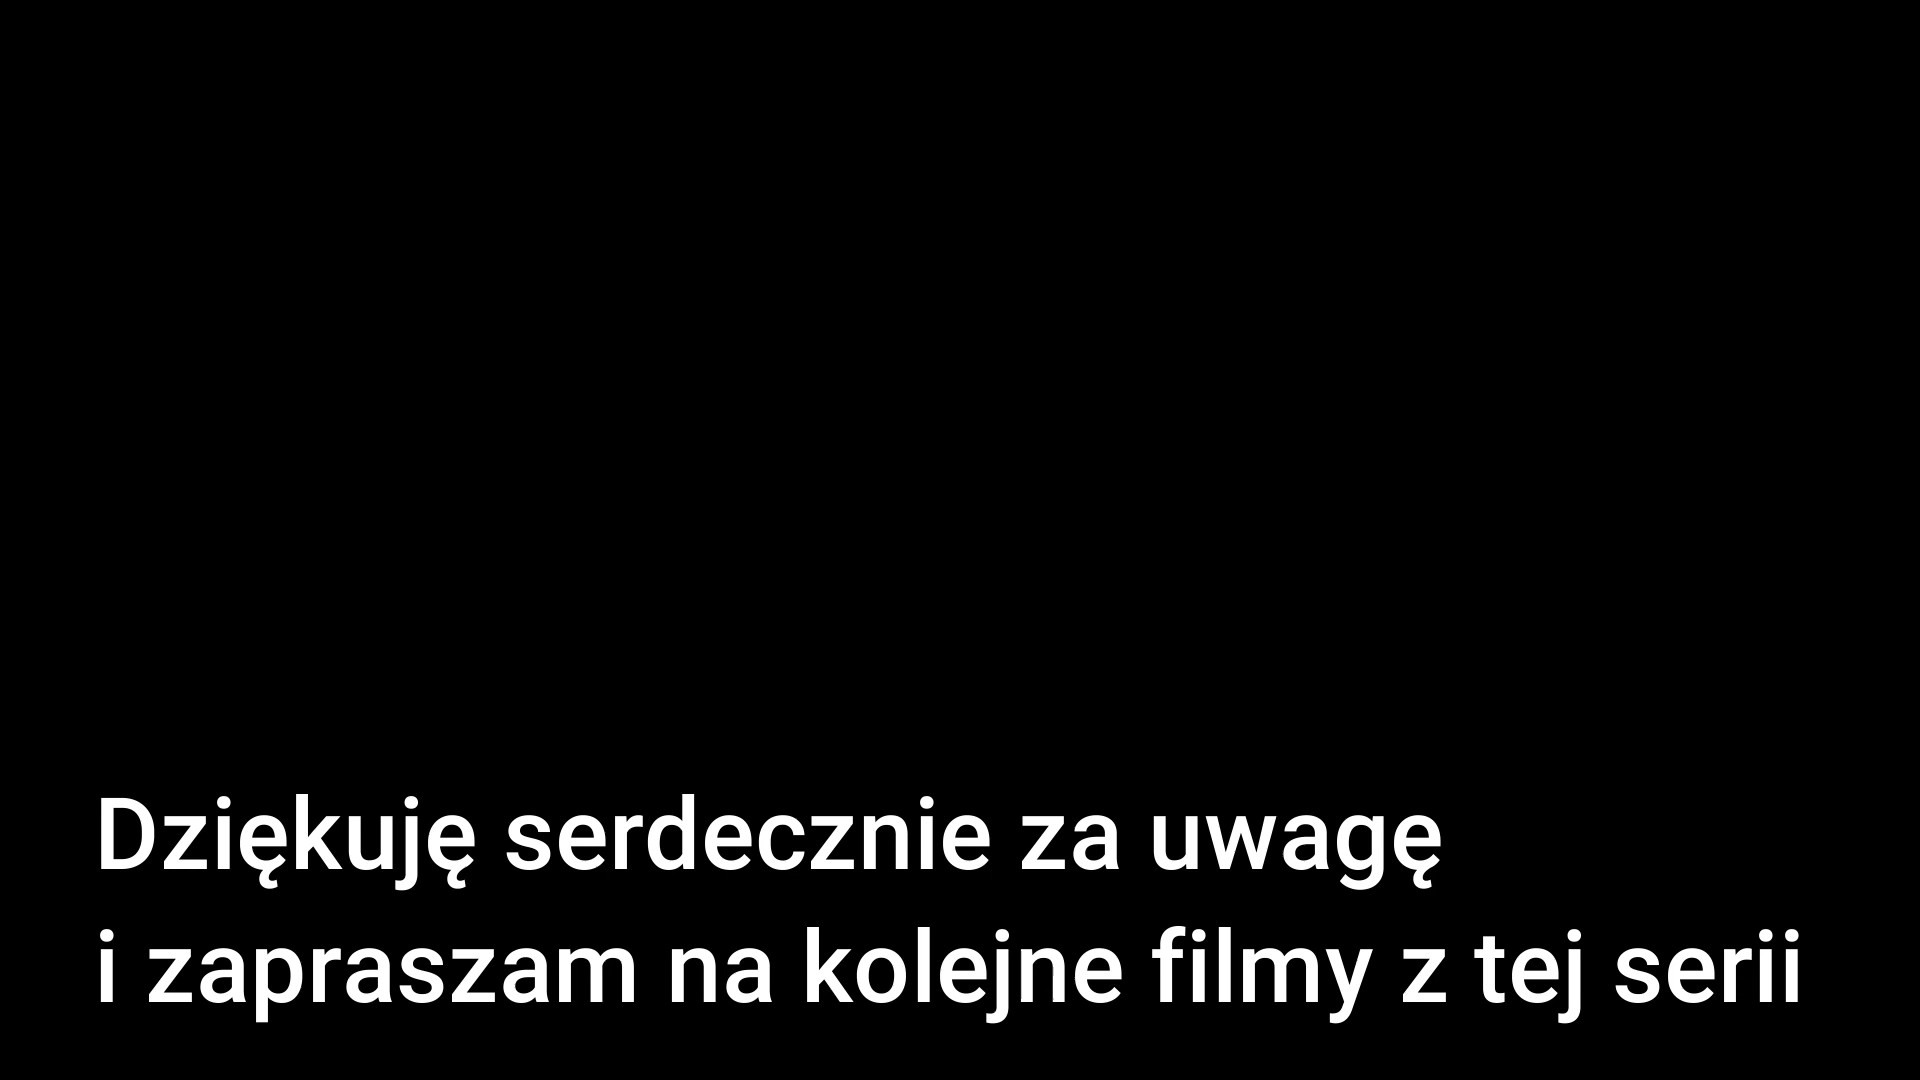 Dziękuję serdecznie za uwagę
i zapraszam na kolejne filmy z tej serii